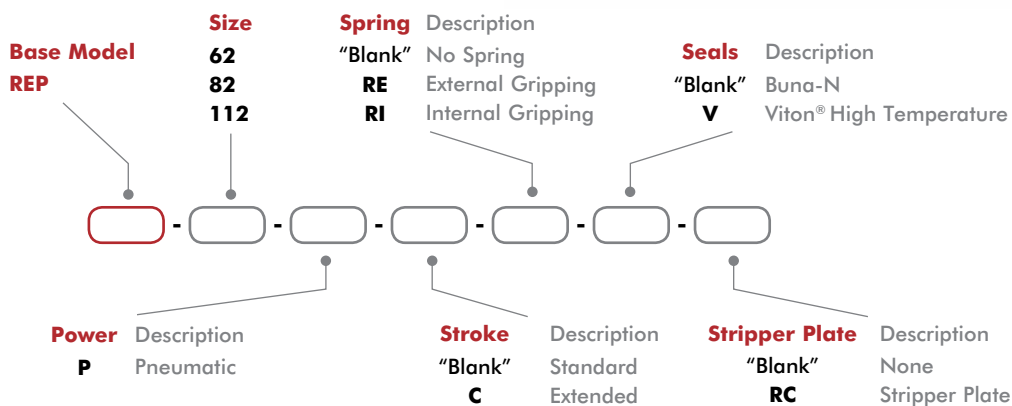 Size Spring Description
Base Model 62 “Blank” No Spring Seals Description
REP 82 RE External Gripping “Blank” Buna-N
112 RI Internal Gripping V Viton® High Temperature
- - - - - -
Power Description Stroke Description Stripper Plate Description
P Pneumatic “Blank” Standard “Blank” None
C Extended RC Stripper Plate